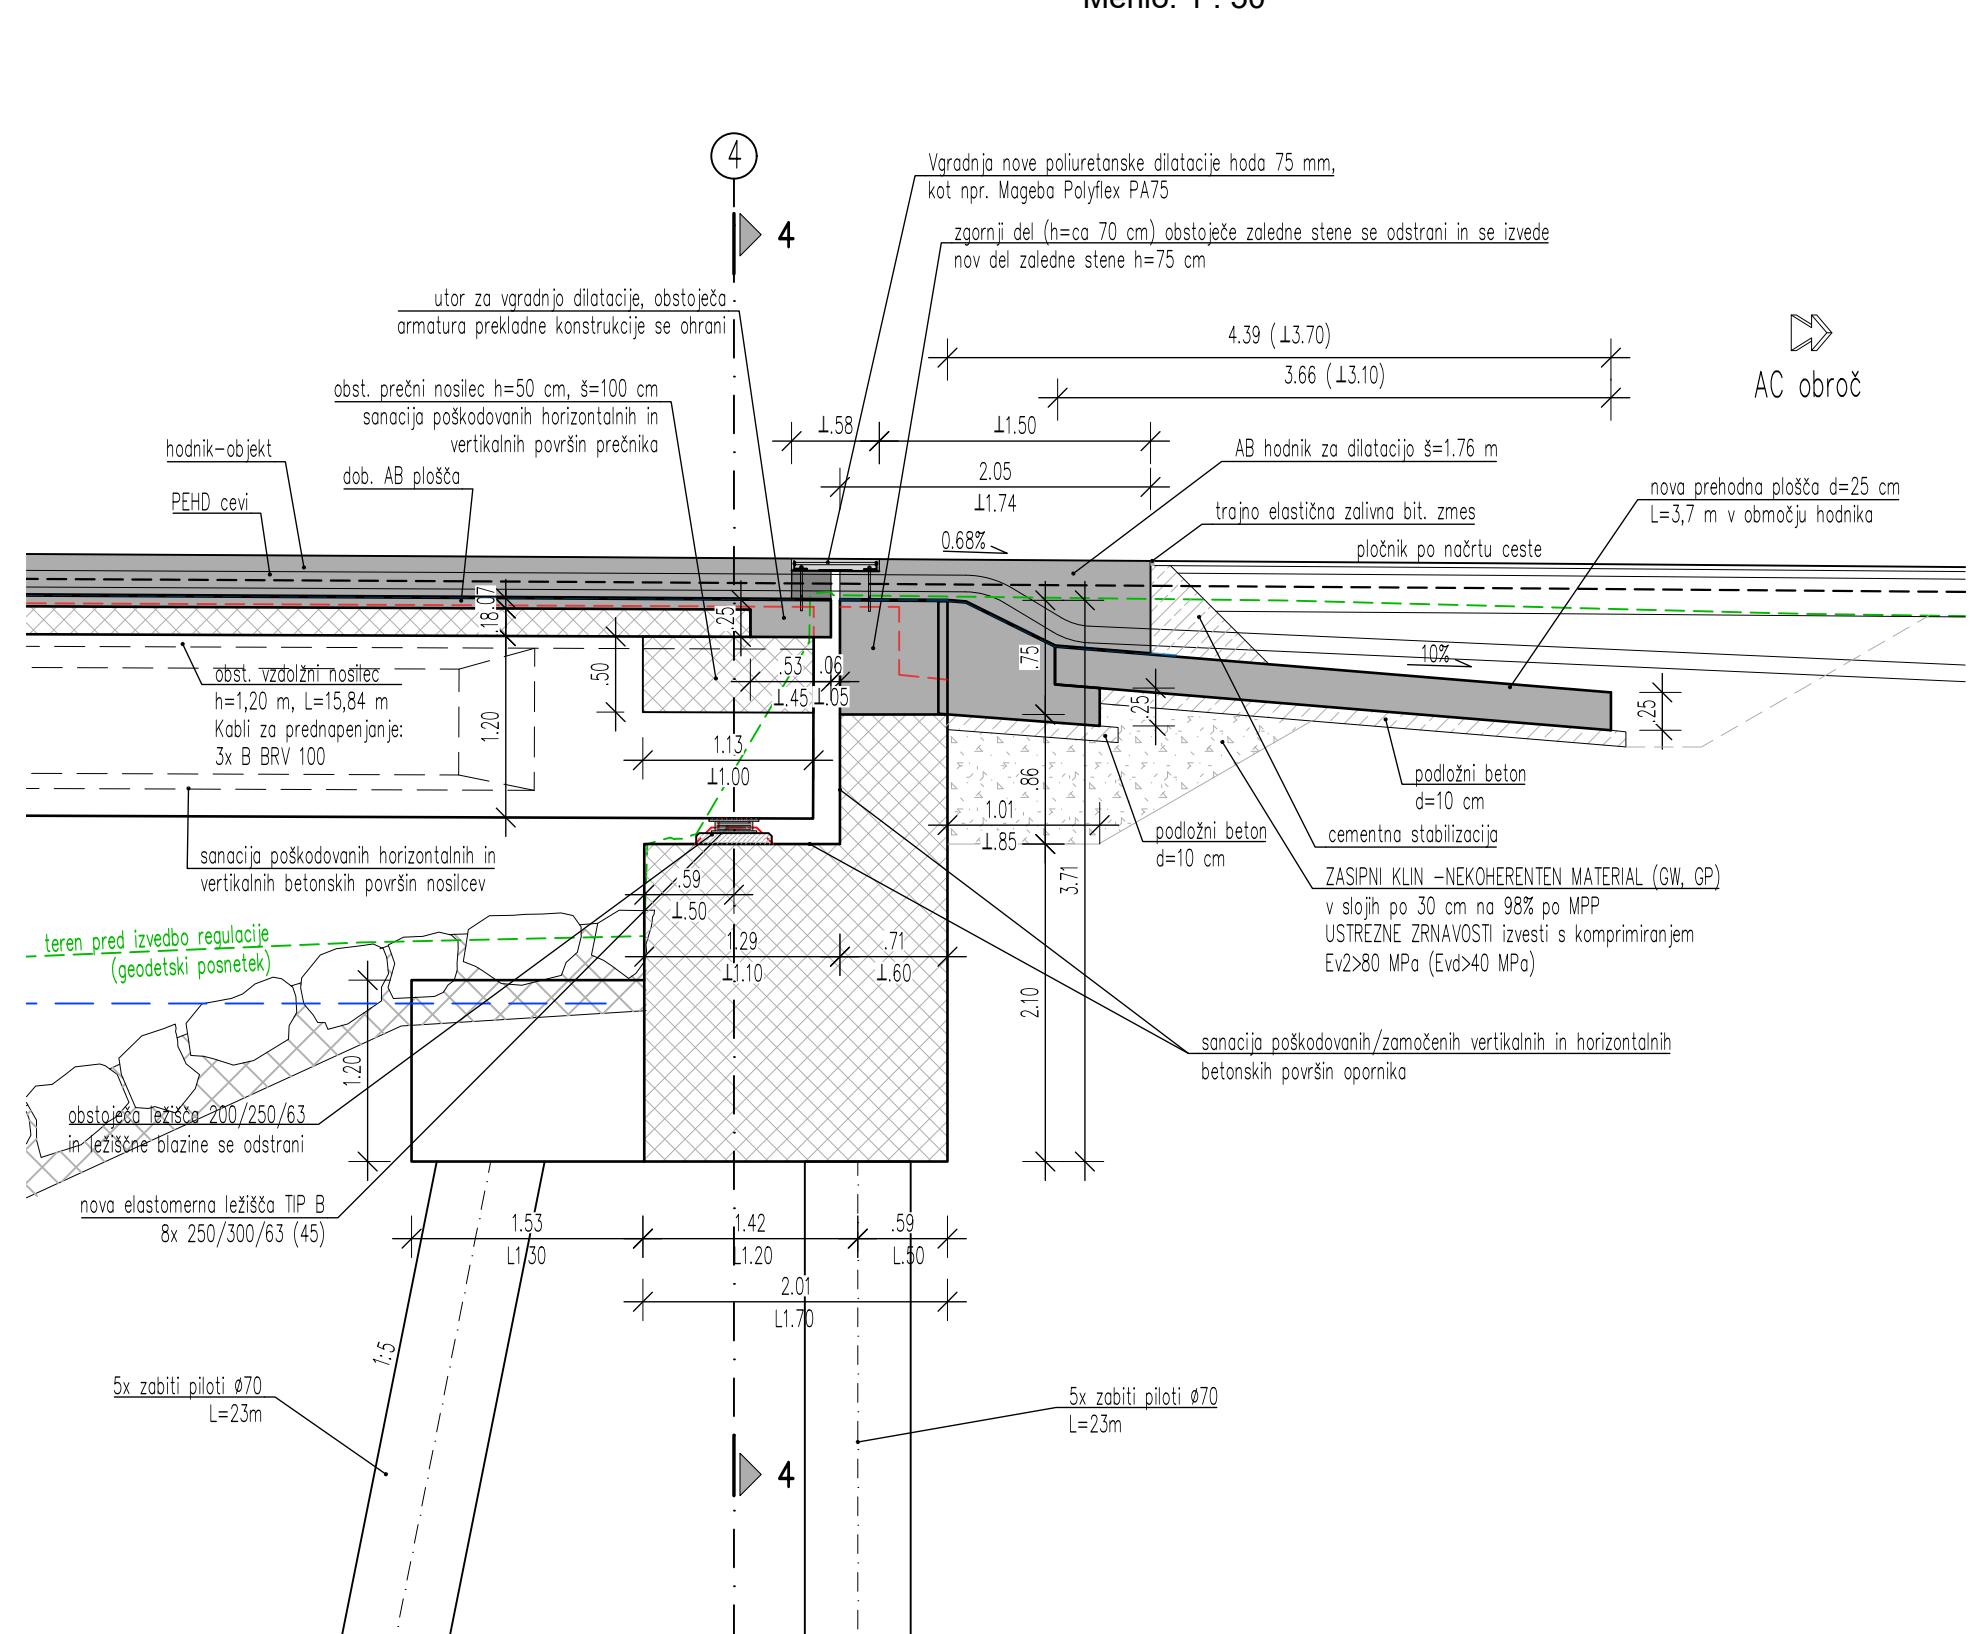 Merilo: 1 : 50
4
4
Vgradnja nove poliuretanske dilatacije hoda 75 mm,
kot npr. Mageba Polyflex PA75
zgornji del (h=ca 70 cm) obstoječe zaledne stene se odstrani in se izvede
nov del zaledne stene h=75 cm
utor za vgradnjo dilatacije, obstoječa
armatura prekladne konstrukcije se ohrani
4.39 (⊥3.70)
3.66 (⊥3.10)
AC obroč
obst. prečni nosilec h=50 cm, š=100 cm
sanacija poškodovanih horizontalnih in
vertikalnih površin prečnika
⊥.58
⊥1.50
hodnik-objekt
dob. AB plošča
PEHD cevi
2.05
⊥1.74
AB hodnik za dilatacijo š=1.76 m
trajno elastična zalivna bit. zmes
nova prehodna plošča d=25 cm
L=3,7 m v območju hodnika
0.68%
pločnik po načrtu ceste
.07
.18
.25
.50
.53
⊥.45
.06
⊥.05
.75
10%
.25
.25
obst. vzdolžni nosilec
h=1,20 m, L=15,84 m
Kabli za prednapenjanje:
3x B BRV 100
1.20
1.13
⊥1.00
.86
1.01
⊥.85
podložni beton
d=10 cm
podložni beton
d=10 cm
cementna stabilizacija
sanacija poškodovanih horizontalnih in
vertikalnih betonskih površin nosilcev
.59
⊥.50
3.71
ZASIPNI KLIN -NEKOHERENTEN MATERIAL (GW, GP)
v slojih po 30 cm na 98% po MPP
USTREZNE ZRNAVOSTI izvesti s komprimiranjem
Ev2>80 MPa (Evd>40 MPa)
teren pred izvedbo regulacije
(geodetski posnetek)
1.29
⊥1.10
.71
⊥.60
2.10
1.20
sanacija poškodovanih/zamočenih vertikalnih in horizontalnih
betonskih površin opornika
obstoječa ležišča 200/250/63
in ležiščne blazine se odstrani
nova elastomerna ležišča TIP B
8x 250/300/63 (45)
1.53
L1.30
1.42
L1.20
.59
L.50
2.01
L1.70
1:5
5x zabiti piloti ø70
L=23m
5x zabiti piloti ø70
L=23m
4